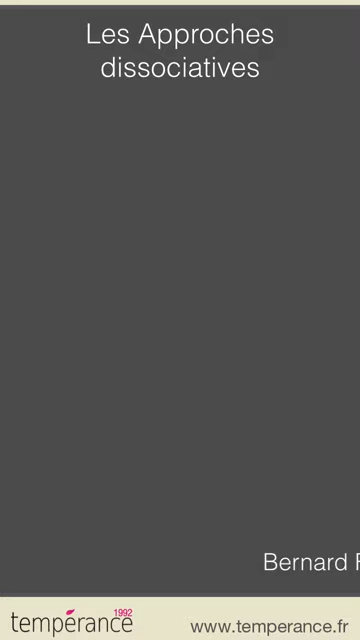 Les Approches
dissociatives
Bernard
1992
tempérance
www.temperance.fr